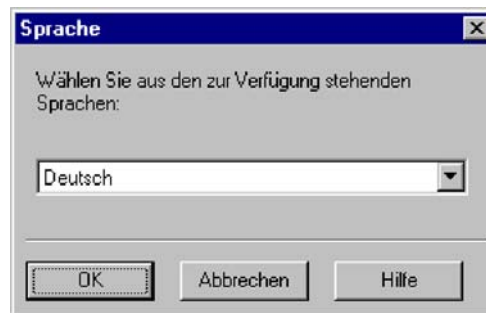 Sprache
Wählen Sie aus den zur Verfügung stehenden
Sprachen:
Deutsch
OK Abbrechen Hilfe